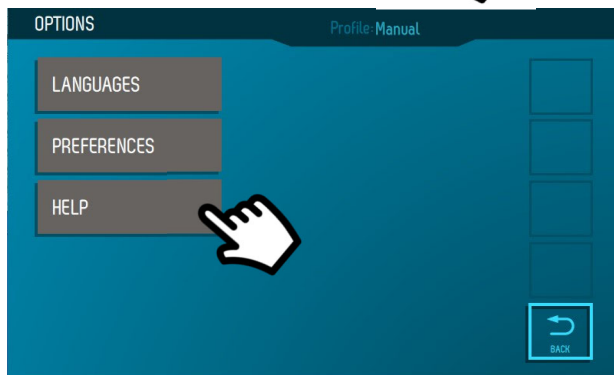 OPTIONS
Profile: Manual
LANGUAGES
PREFERENCES
HELP
BACK